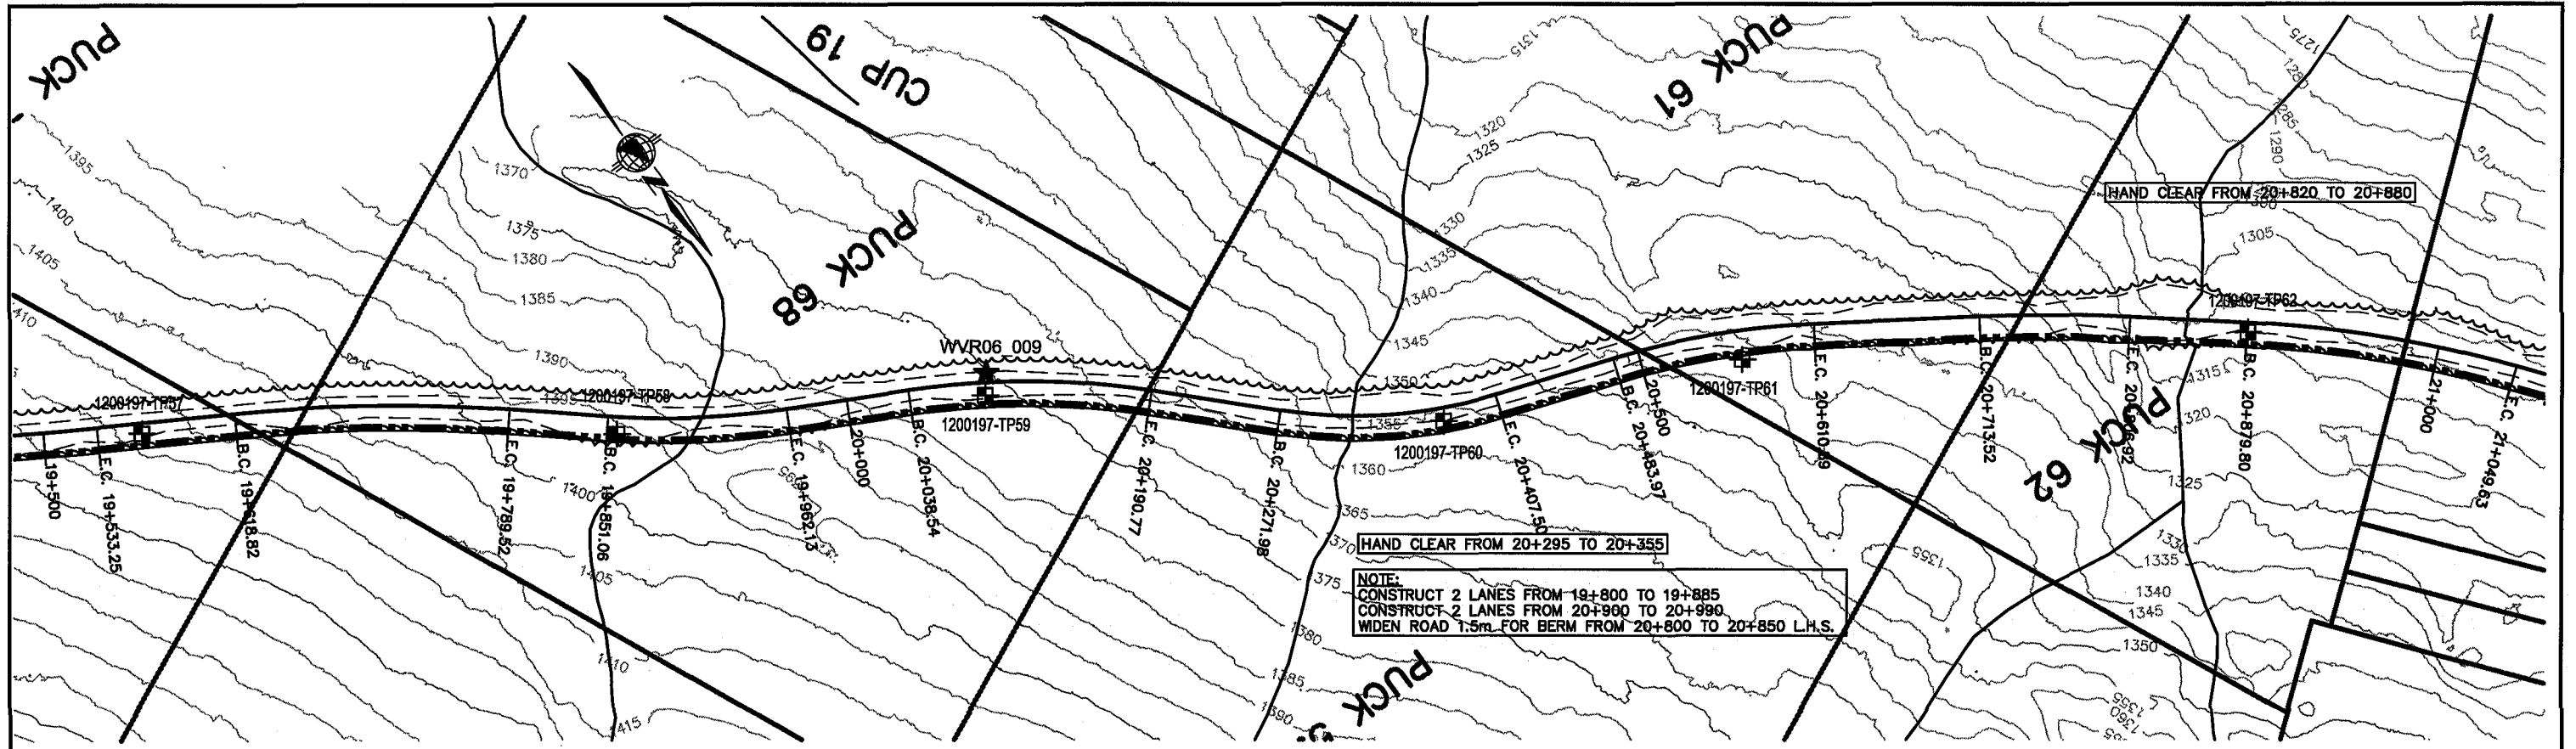 PUCK
CUP 19
PUCK 61
PUCK 68
PUCK 62
PUCK
1275
1280
1285
1290
1315
1320
1325
1330
1335
1340
1345
1350
1355
1360
1365
1370
1375
1380
1385
1390
1305
1315
1320
1325
1330
1335
1340
1345
1350
1355
1355
1360
1370
1375
1380
1385
1390
1395
1395
1400
1405
1395
1400
1405
1410
1415
HAND CLEAR FROM 20+820 TO 20+880
WVR06_009
1200197-TP57
1200197-TP58
1200197-TP59
1200197-TP60
1200197-TP61
1200197-TP62
19+500
E.C. 19+533.25
B.C. 19+618.82
E.C. 19+789.52
B.C. 19+851.06
E.C. 19+962.13
20+000
B.C. 20+038.54
E.C. 20+190.77
B.C. 20+271.98
E.C. 20+407.50
B.C. 20+483.97
20+500
B.C. 20+713.52
B.C. 20+879.80
21+000
E.C. 21+049.63
HAND CLEAR FROM 20+295 TO 20+355
NOTE:
CONSTRUCT 2 LANES FROM 19+800 TO 19+885
CONSTRUCT 2 LANES FROM 20+900 TO 20+990
WIDEN ROAD 1.5m FOR BERM FROM 20+800 TO 20+850 L.H.S.